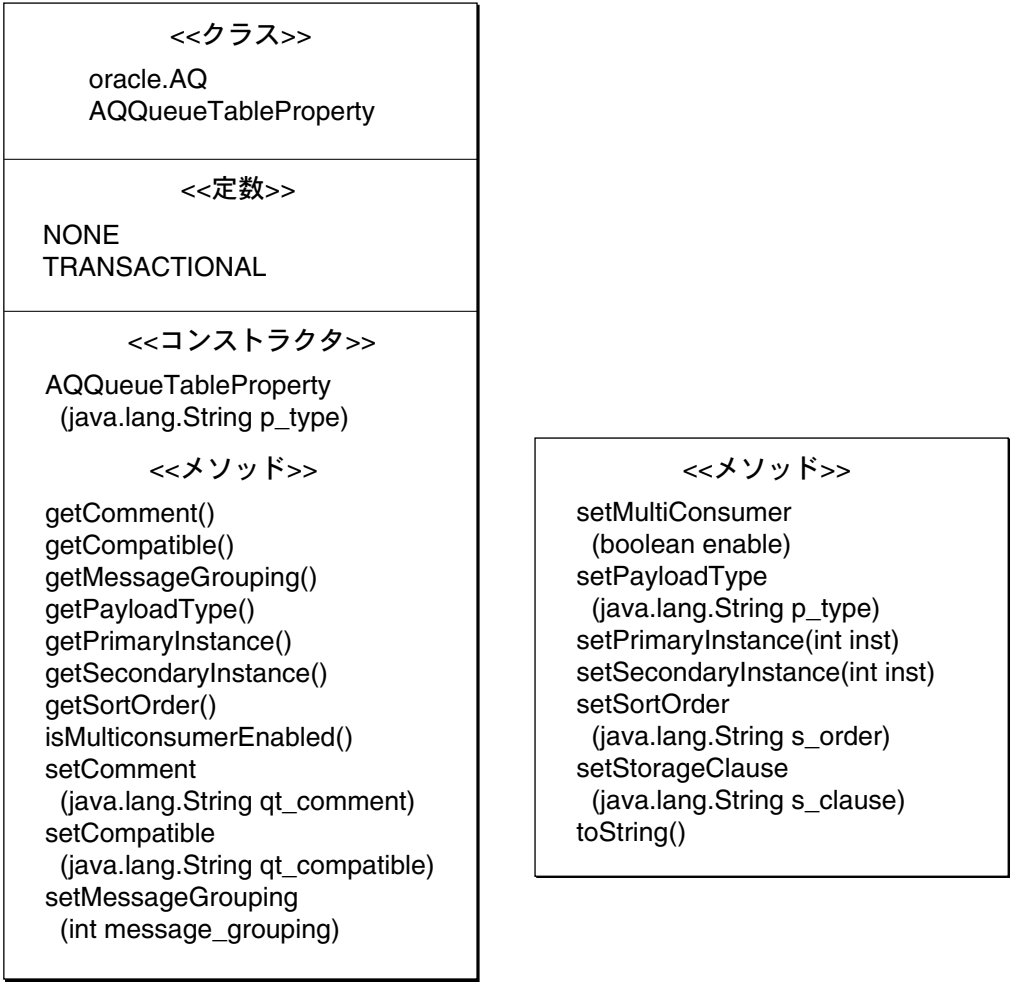 <<クラス>>
oracle.AQ
AQQueueTableProperty
<<定数>>
NONE
TRANSACTIONAL
<<コンストラクタ>>
AQQueueTableProperty
(java.lang.String p_type)
<<メソッド>>
getComment()
getCompatible()
getMessageGrouping()
getPayloadType()
getPrimaryInstance()
getSecondaryInstance()
getSortOrder()
isMulticonsumerEnabled()
setComment
(java.lang.String qt_comment)
setCompatible
(java.lang.String qt_compatible)
setMessageGrouping
(int message_grouping)
<<メソッド>>
setMultiConsumer
(boolean enable)
setPayloadType
(java.lang.String p_type)
setPrimaryInstance(int inst)
setSecondaryInstance(int inst)
setSortOrder
(java.lang.String s_order)
setStorageClause
(java.lang.String s_clause)
toString()